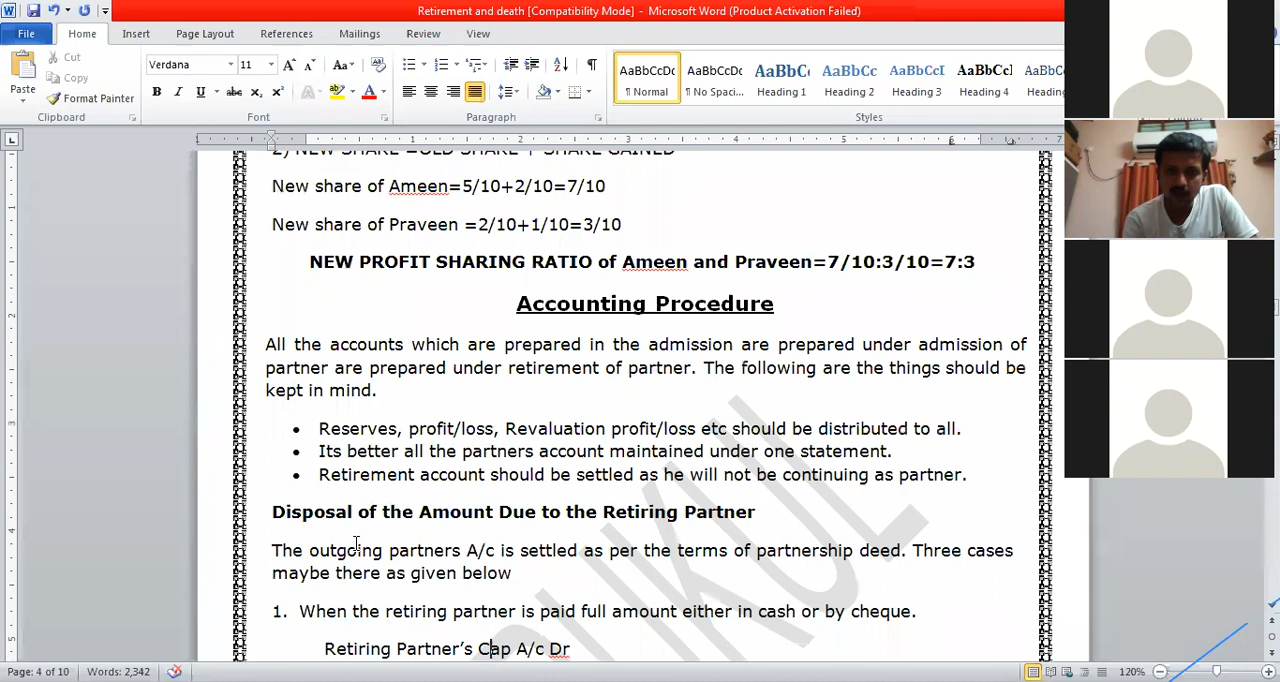 Retirement and death [Compatibility Mode] - Microsoft Word (Product Activation Failed)
File Home Insert Page Layout References Mailings Review View
Paste
Cut
Copy
Format Painter
Clipboard
Verdana 11
Font
Paragraph
AaBbCcDc AaBbCcDc AaBbC AaBbCc AaBbCcI AaBbCcI AaBbCc
¶ Normal ¶ No Spaci... Heading 1 Heading 2 Heading 3 Heading 4 Heading
Styles
2) NEW SHARE =OLD SHARE + SHARE GAINED
New share of Ameen=5/10+2/10=7/10
New share of Praveen =2/10+1/10=3/10
NEW PROFIT SHARING RATIO of Ameen and Praveen=7/10:3/10=7:3
Accounting Procedure
All the accounts which are prepared in the admission are prepared under admission of
partner are prepared under retirement of partner. The following are the things should be
kept in mind.
• Reserves, profit/loss, Revaluation profit/loss etc should be distributed to all.
• Its better all the partners account maintained under one statement.
• Retirement account should be settled as he will not be continuing as partner.
Disposal of the Amount Due to the Retiring Partner
The outgoing partners A/c is settled as per the terms of partnership deed. Three cases
maybe there as given below
1. When the retiring partner is paid full amount either in cash or by cheque.
Retiring Partner’s Cap A/c Dr
Page: 4 of 10 Words: 2,342 120%